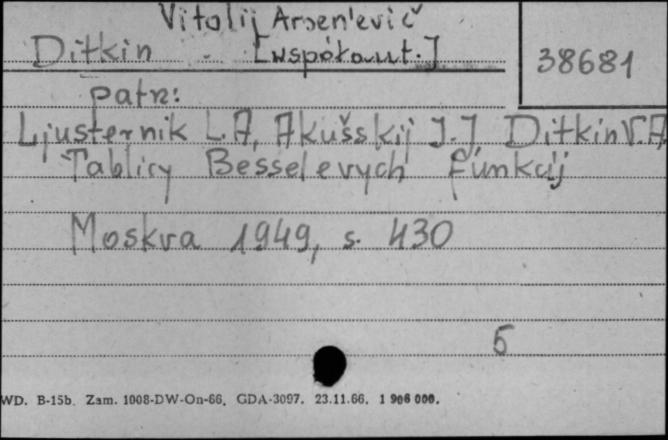 Vitalij Arsen'evič
Ditkin [współaut.]
38681
patrz:
Ljusternik L.A, Akušskij I.J, Ditkin V.A
Tablicy Besselevych funkcij
Moskva 1949, s. 430
5
WD. B-15b. Zam. 1008-DW-On-66. GDA-3097. 23.11.66. 1 906 000.